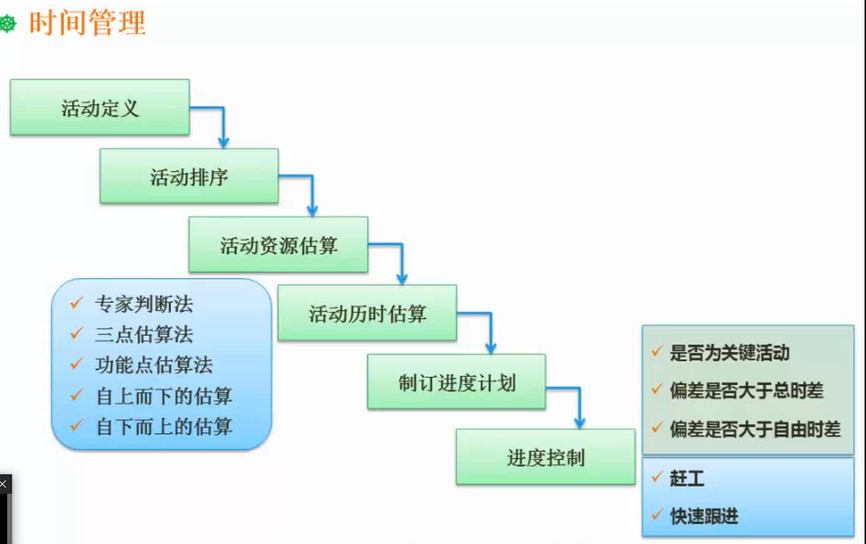 时间管理
活动定义
活动排序
活动资源估算
活动历时估算
制订进度计划
进度控制
专家判断法
三点估算法
功能点估算法
自上而下的估算
自下而上的估算
是否为关键活动
偏差是否大于总时差
偏差是否大于自由时差
赶工
快速跟进